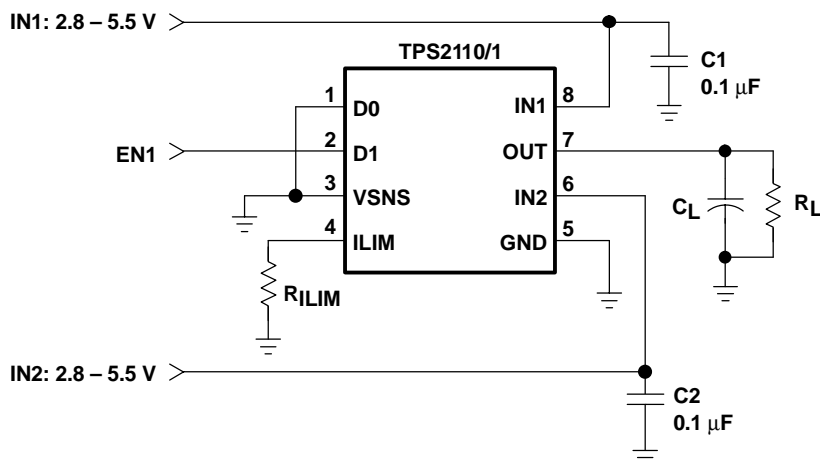 IN1: 2.8 – 5.5 V
TPS2110/1
C1
0.1 μF
1
D0
IN1
8
EN1
2
D1
OUT
7
3
VSNS
IN2
6
CL
RL
4
ILIM
GND
5
RILIM
IN2: 2.8 – 5.5 V
C2
0.1 μF